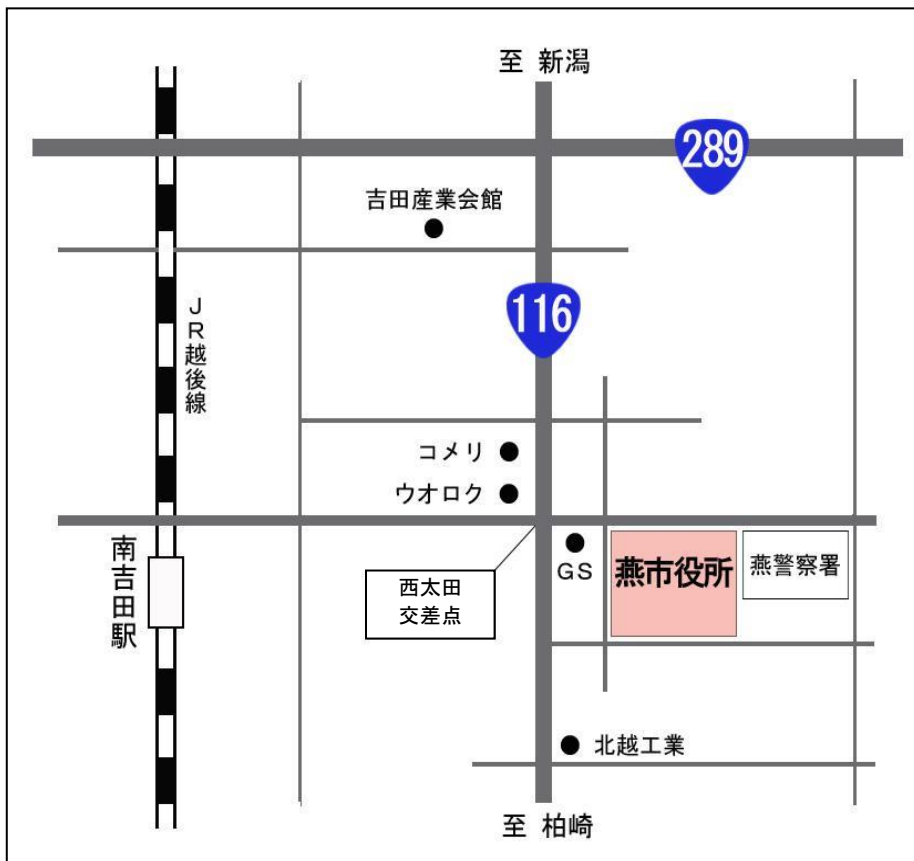 至 新潟
289
吉田産業会館
116
JR越後線
コメリ
ウオロク
南吉田駅
西太田
交差点
GS
燕市役所
燕警察署
北越工業
至 柏崎